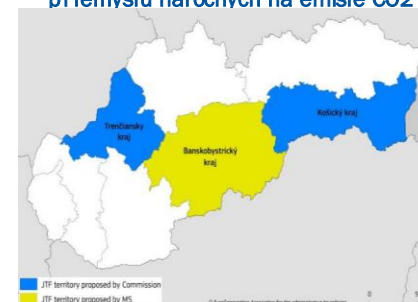 průmyslu náročných na emisie CO2
Trenčiansky
kraj
Košický kraj
Banskobystrický
kraj
JTF territory proposed by Commission
JTF territory proposed by MS